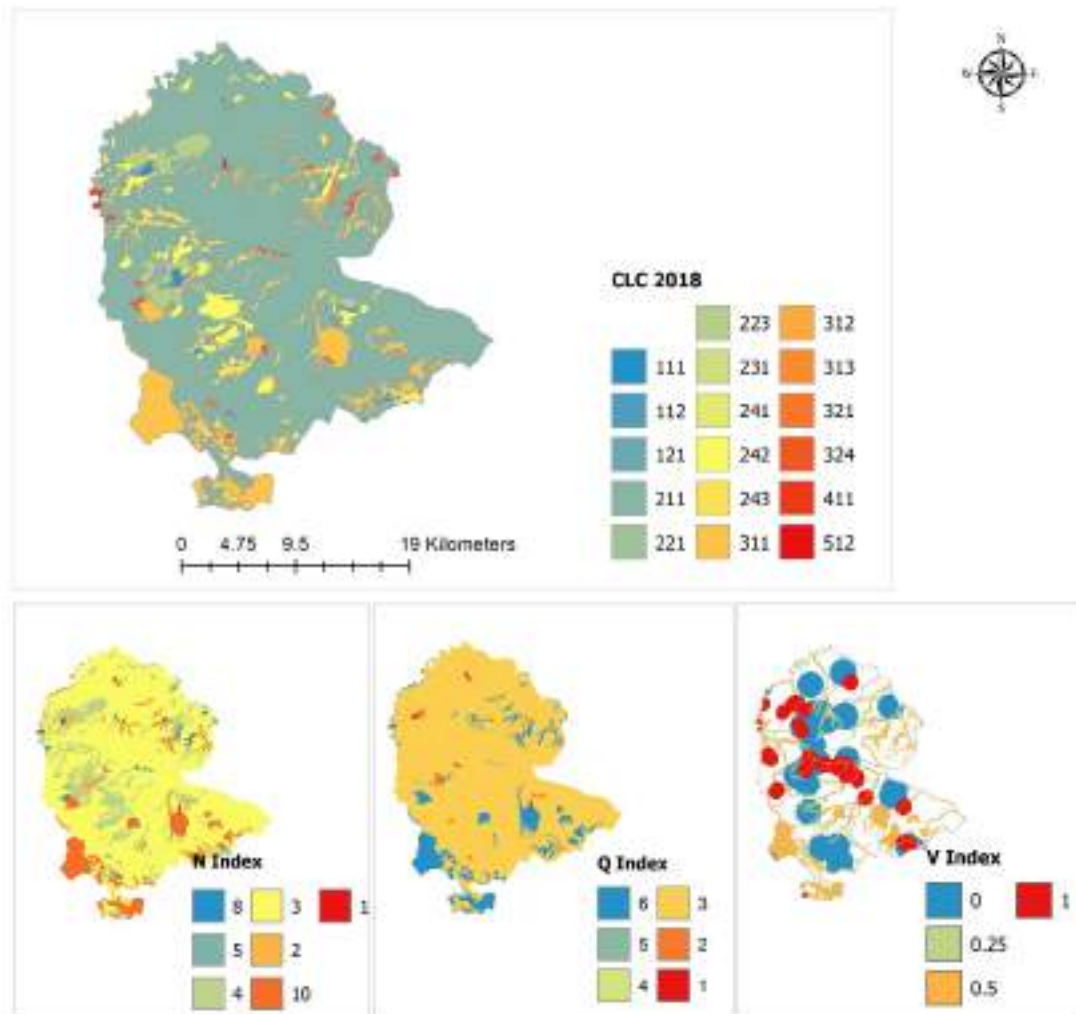 N
W E
S
CLC 2018
223 312
111 231 313
112 241 321
121 242 324
211 243 411
221 311 512
0 4.75 9.5 19 Kilometers
N Index
8 3 1
5 2
4 10
Q Index
6 3
5 2
4 1
V Index
0 1
0.25
0.5